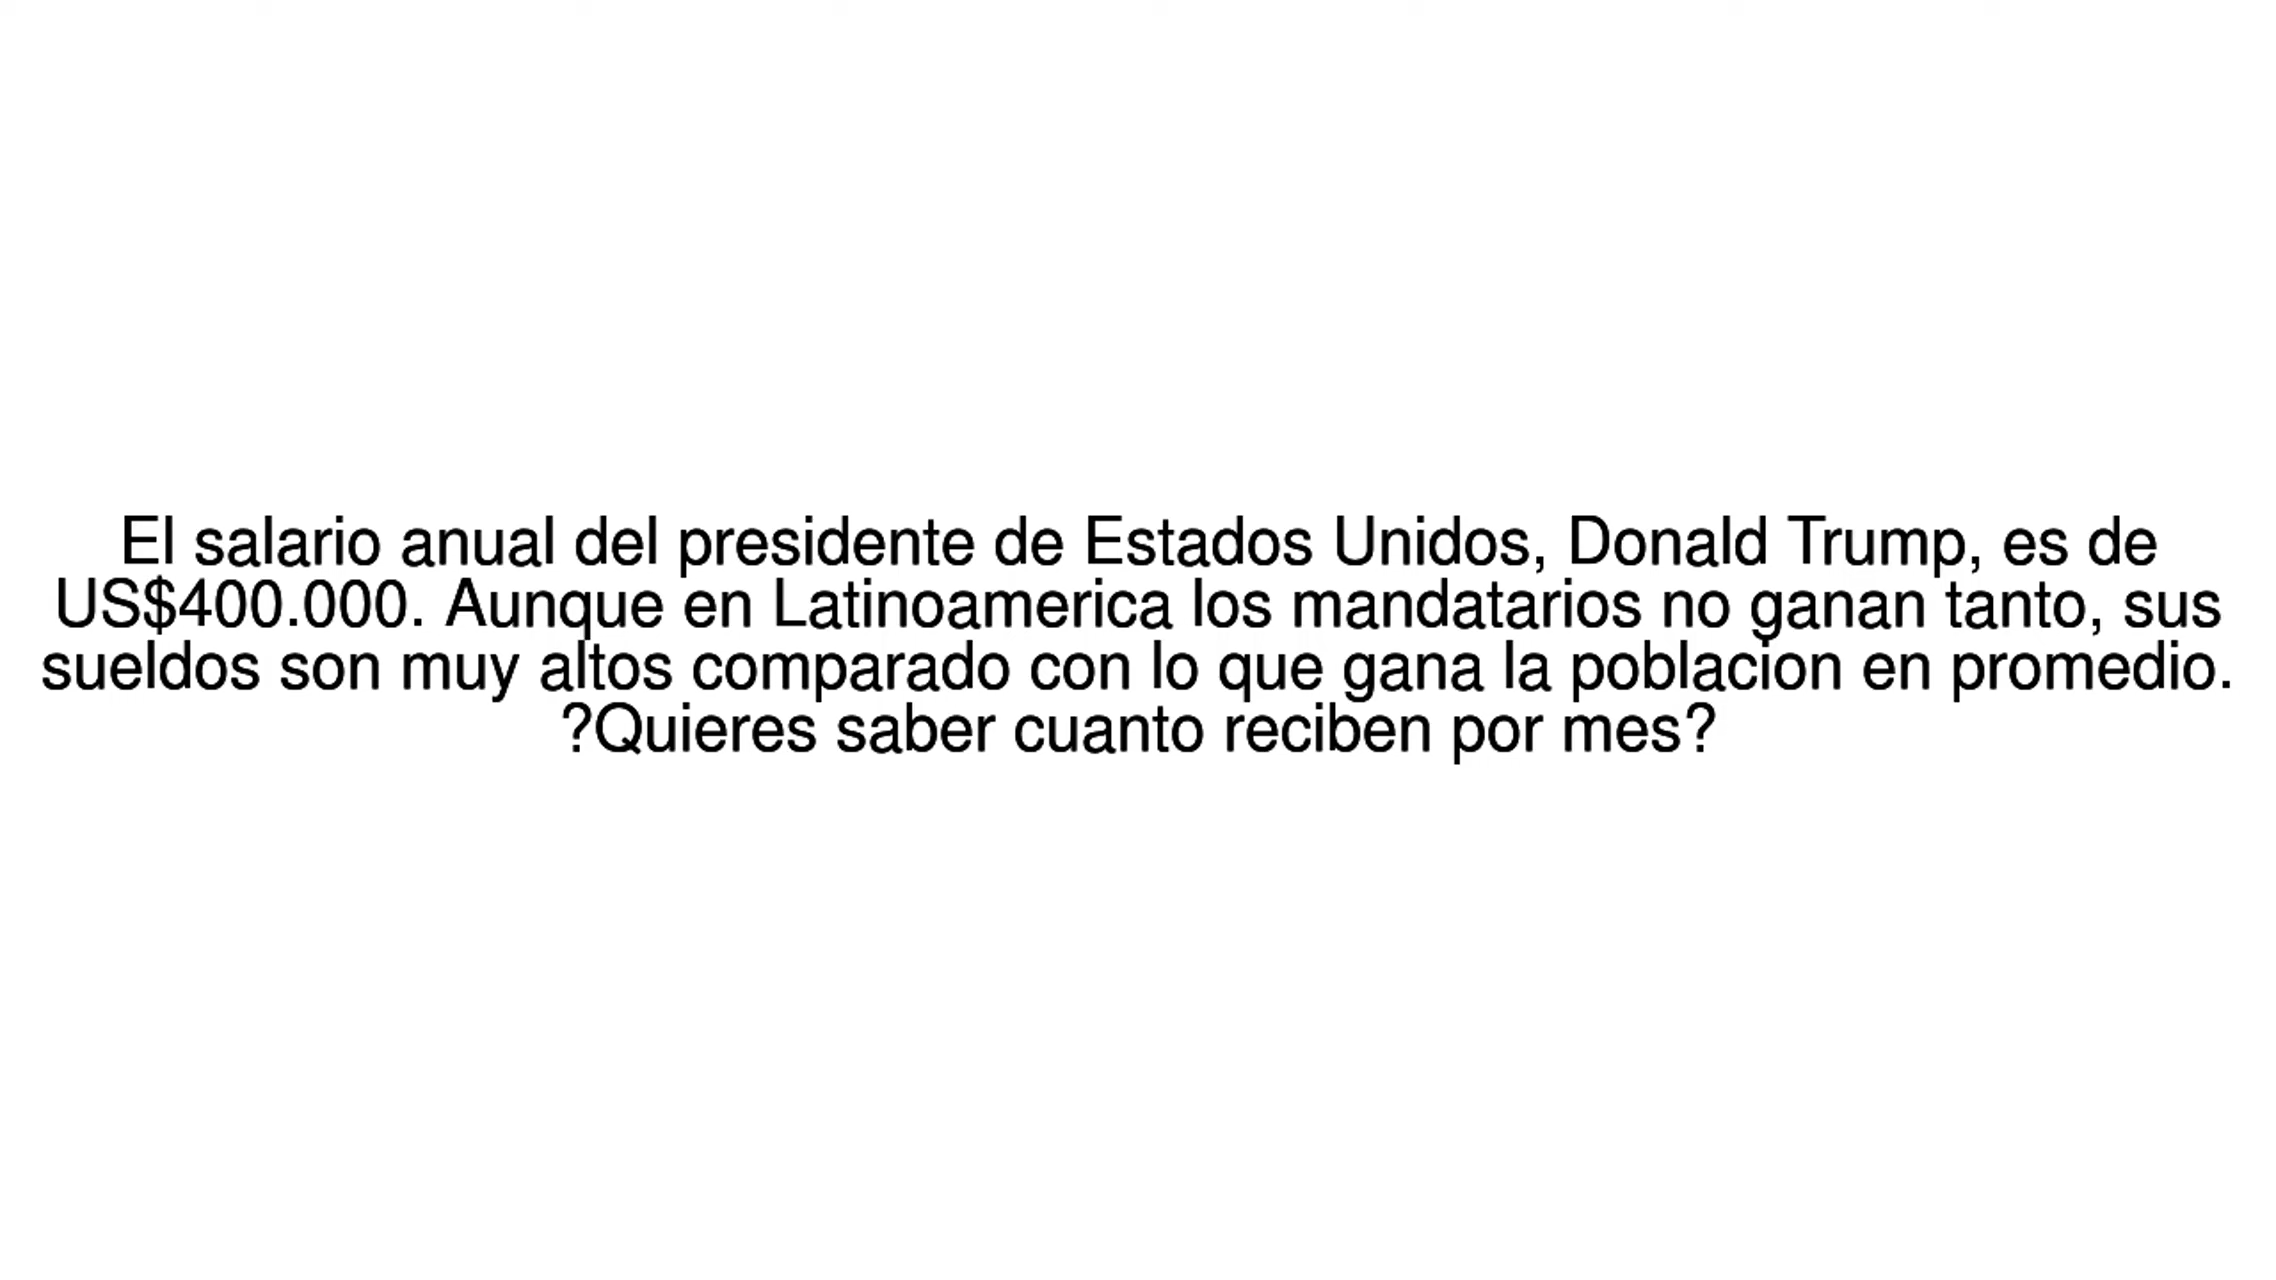 El salario anual del presidente de Estados Unidos, Donald Trump, es de
US$400.000. Aunque en Latinoamerica los mandatarios no ganan tanto, sus
sueldos son muy altos comparado con lo que gana la poblacion en promedio.
?Quieres saber cuanto reciben por mes?